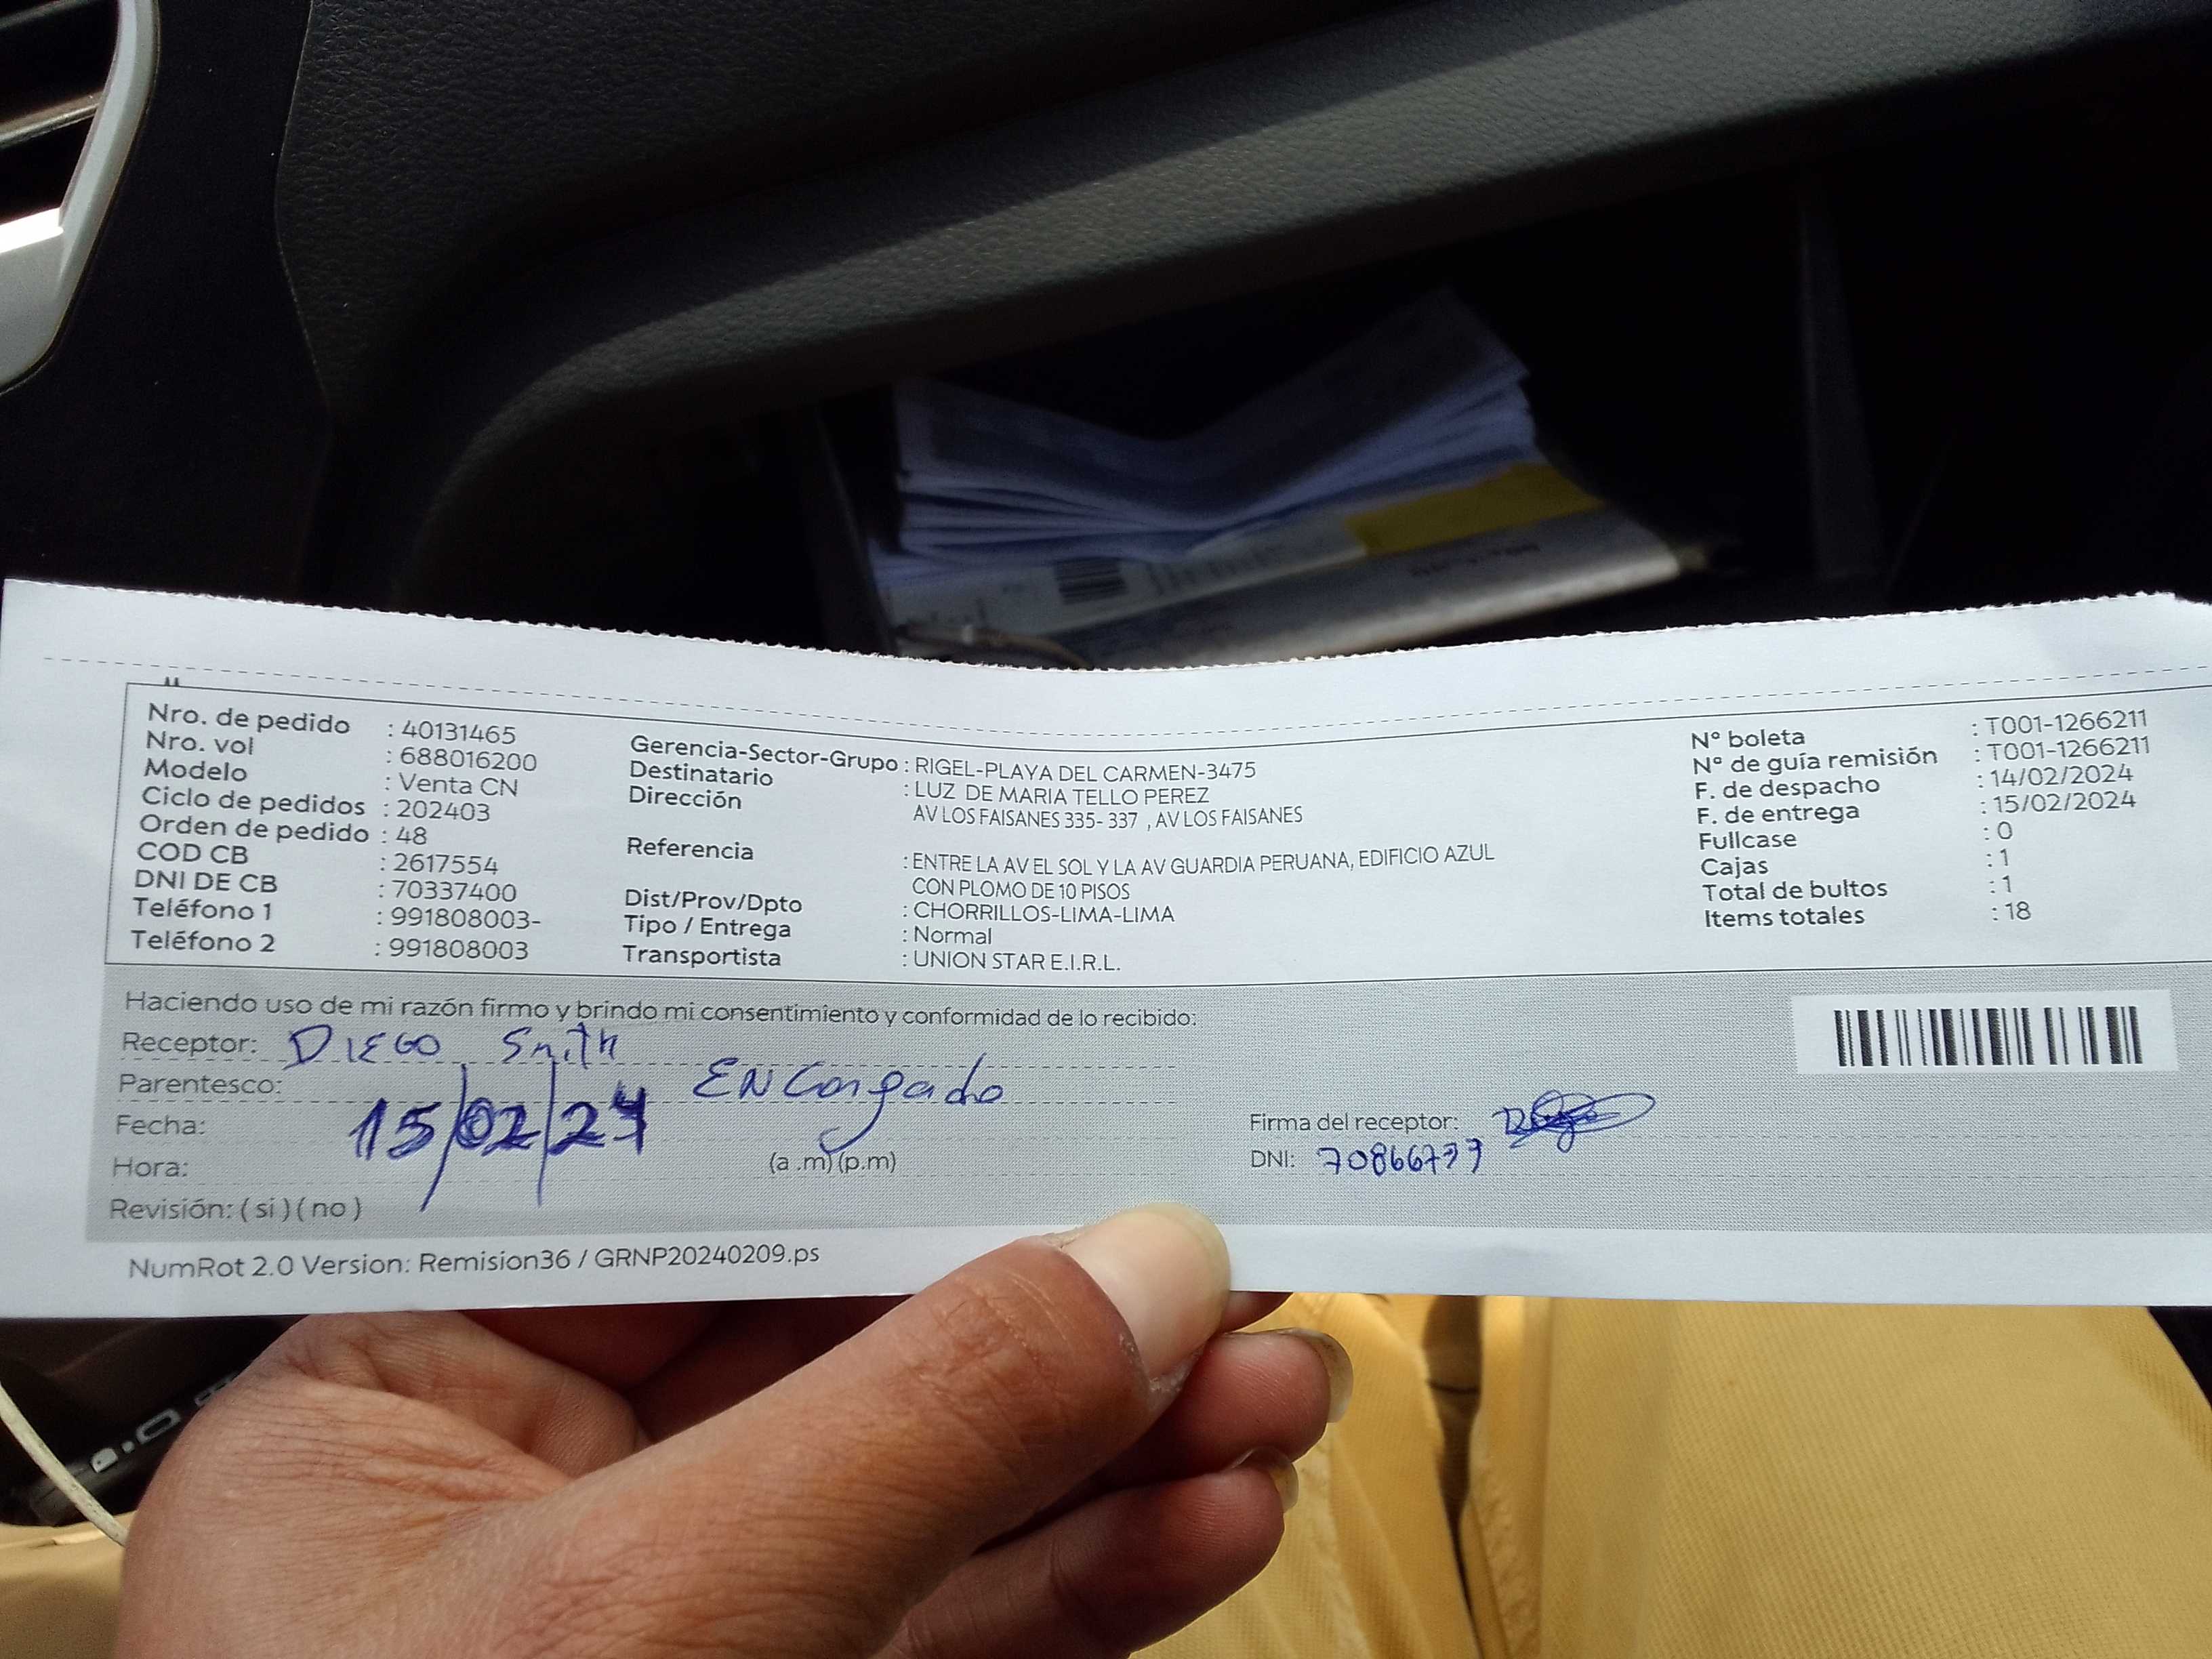 Nro. de pedido : 40131465
Nro. vol : 688016200
Modelo : Venta CN
Ciclo de pedidos : 202403
Orden de pedido : 48
COD CB : 2617554
DNI DE CB : 70337400
Teléfono 1 : 991808003-
Teléfono 2 : 991808003
Gerencia-Sector-Grupo : RIGEL-PLAYA DEL CARMEN-3475
Destinatario : LUZ DE MARIA TELLO PEREZ
Dirección AV LOS FAISANES 335- 337 , AV LOS FAISANES
Referencia : ENTRE LA AV EL SOL Y LA AV GUARDIA PERUANA, EDIFICIO AZUL
CON PLOMO DE 10 PISOS
Dist/Prov/Dpto : CHORRILLOS-LIMA-LIMA
Tipo / Entrega : Normal
Transportista : UNION STAR E.I.R.L.
N° boleta : T001-1266211
N° de guía remisión : T001-1266211
F. de despacho : 14/02/2024
F. de entrega : 15/02/2024
Fullcase : 0
Cajas : 1
Total de bultos : 1
Items totales : 18
Haciendo uso de mi razón firmo y brindo mi consentimiento y conformidad de lo recibido:
Receptor: DIEGO Smith
Parentesco: ENCargado
Fecha: 15/02/24
Hora: (a .m) (p.m)
Revisión: ( si ) ( no )
Firma del receptor:
DNI:
NumRot 2.0 Version: Remision36 / GRNP20240209.ps